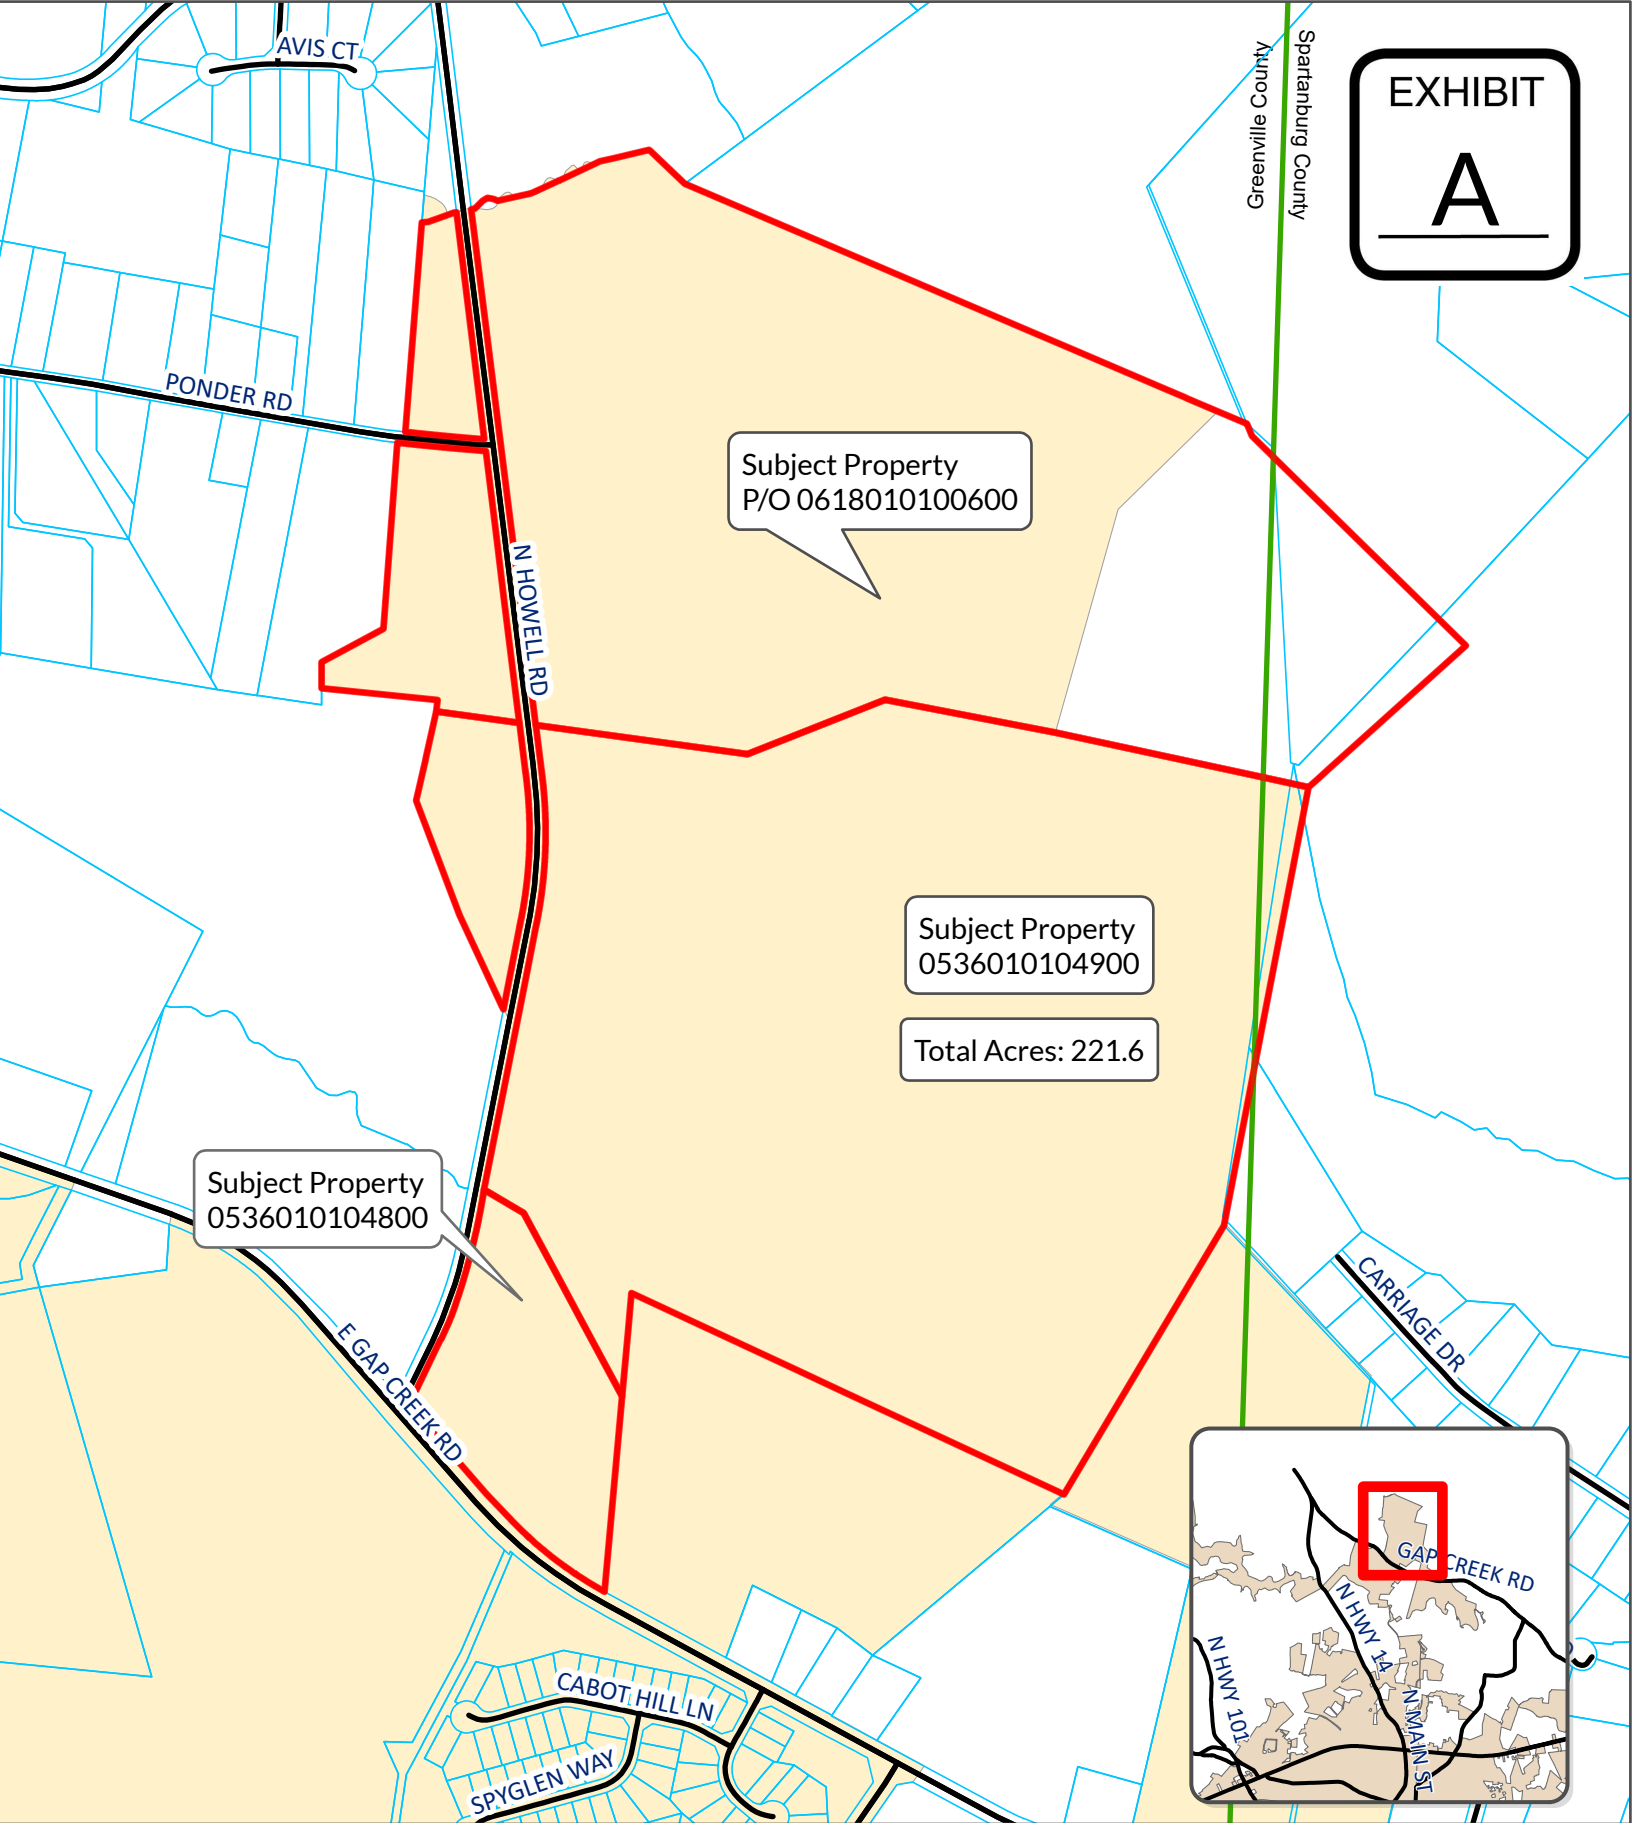 AVIS CT
Greenville County
Spartanburg County
EXHIBIT
A
PONDER RD
Subject Property
P/O 0618010100600
N HOWELL RD
Subject Property
0536010104900
Total Acres: 221.6
Subject Property
0536010104800
E GAP CREEK RD
CARRIAGE DR
GAP CREEK RD
N HWY 14
N HWY 101
N MAIN ST
CABOT HILL LN
SPYGLEN WAY